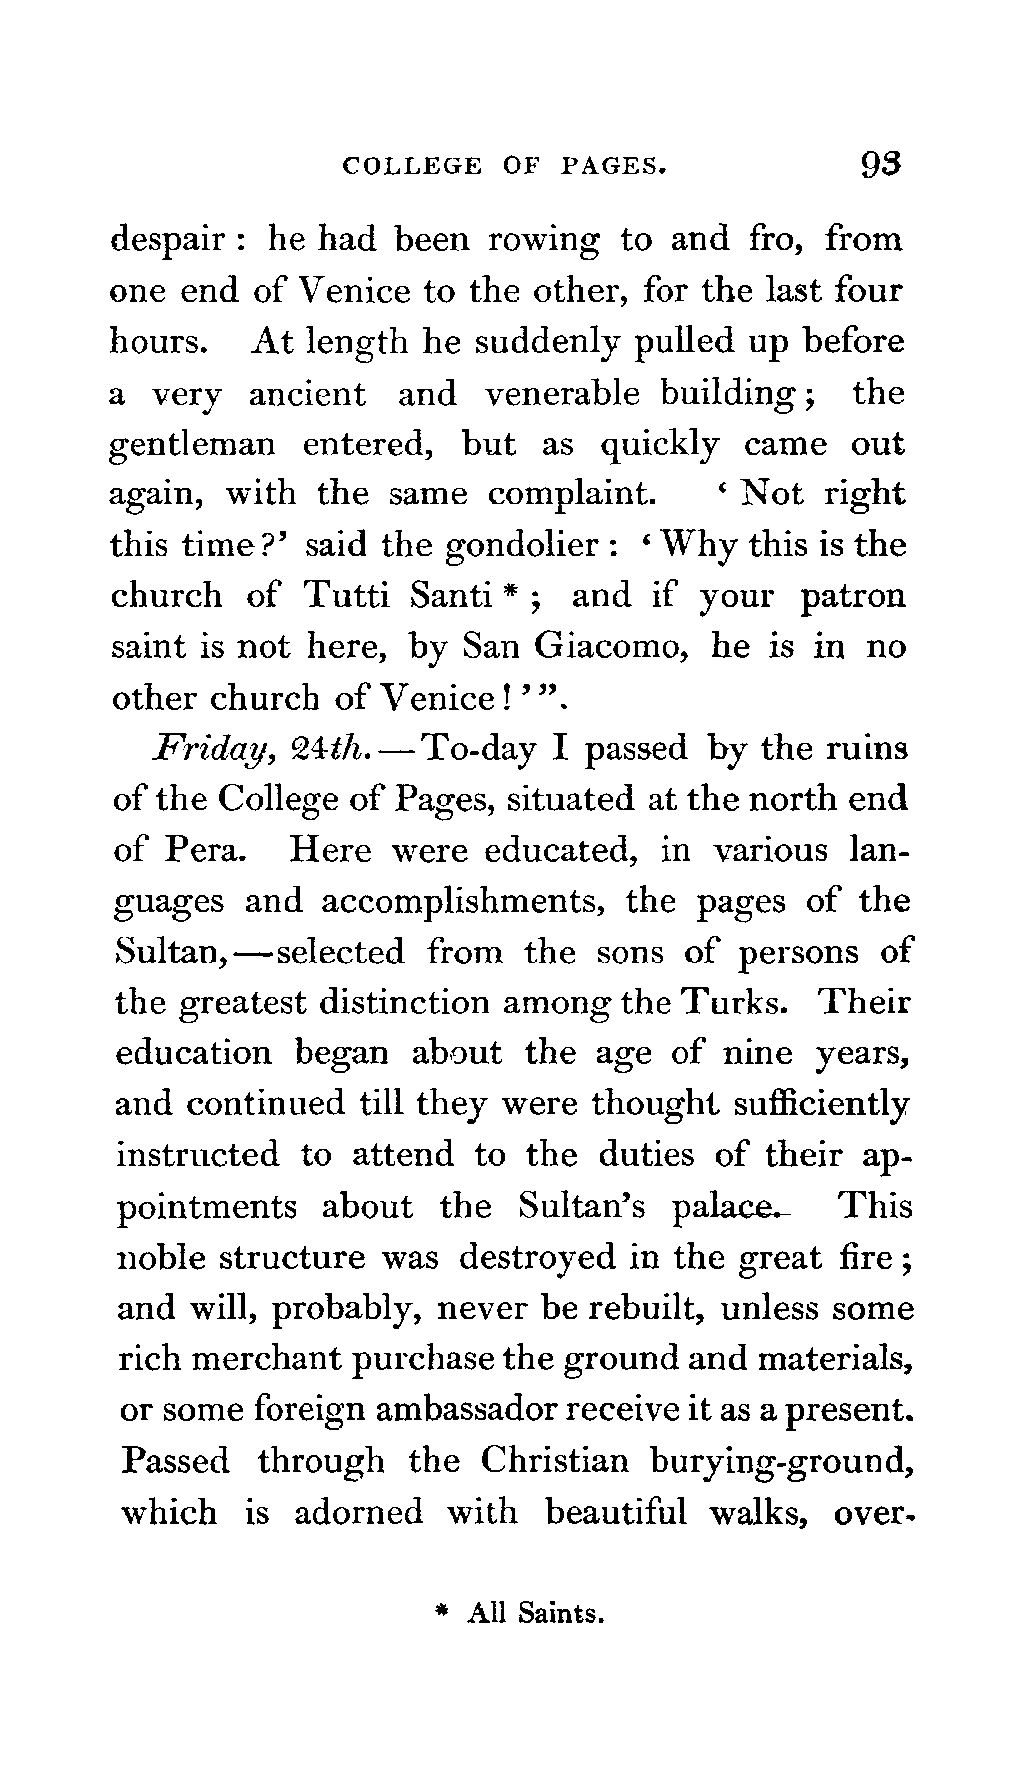 COLLEGE OF PAGES. 93
despair : he had been rowing to and fro, from
one end of Venice to the other, for the last four
hours. At length he suddenly pulled up before
a very ancient and venerable building ; the
gentleman entered, but as quickly came out
again, with the same complaint. ‘ Not right
this time ?’ said the gondolier : ‘ Why this is the
church of Tutti Santi * ; and if your patron
saint is not here, by San Giacomo, he is in no
other church of Venice ! ’ ”.
Friday, 24th. — To-day I passed by the ruins
of the College of Pages, situated at the north end
of Pera. Here were educated, in various lan-
guages and accomplishments, the pages of the
Sultan, — selected from the sons of persons of
the greatest distinction among the Turks. Their
education began about the age of nine years,
and continued till they were thought sufficiently
instructed to attend to the duties of their ap-
pointments about the Sultan’s palace. This
noble structure was destroyed in the great fire ;
and will, probably, never be rebuilt, unless some
rich merchant purchase the ground and materials,
or some foreign ambassador receive it as a present.
Passed through the Christian burying-ground,
which is adorned with beautiful walks, over-
* All Saints.